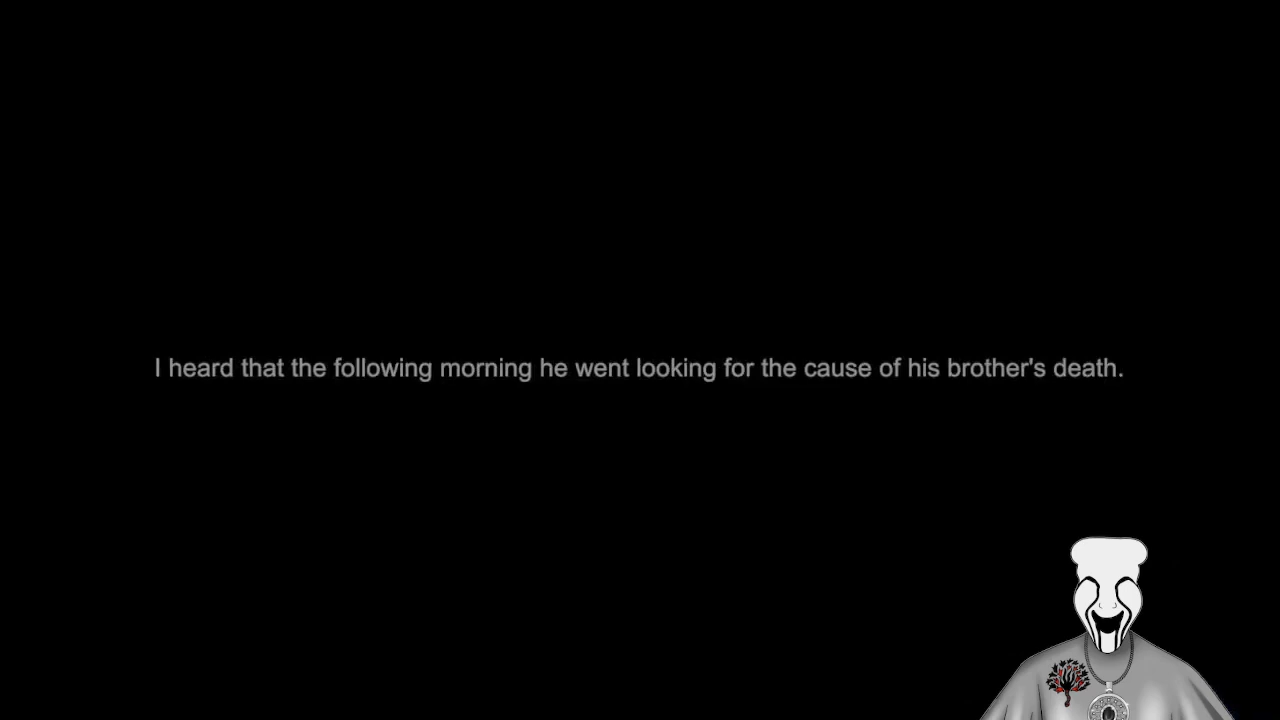 I heard that the following morning he went looking for the cause of his brother's death.